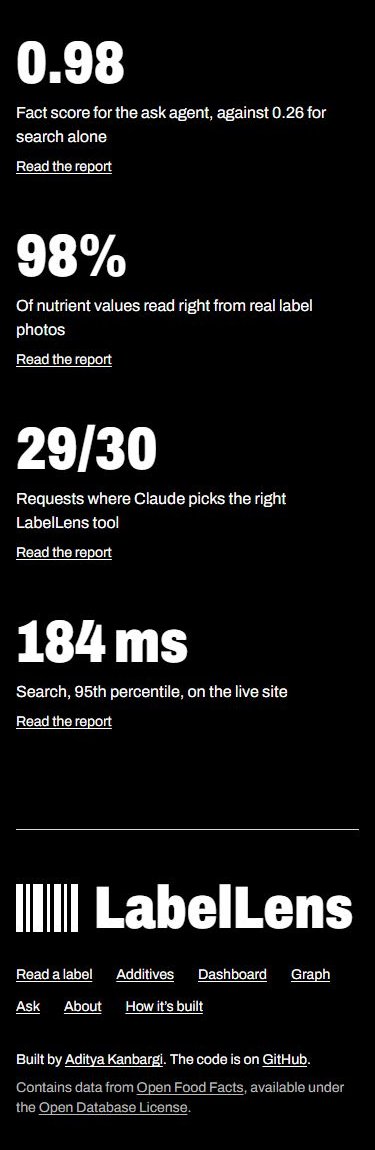 0.98
Fact score for the ask agent, against 0.26 for
search alone
Read the report
98%
Of nutrient values read right from real label
photos
Read the report
29/30
Requests where Claude picks the right
LabelLens tool
Read the report
184 ms
Search, 95th percentile, on the live site
Read the report
LabelLens
Read a label Additives Dashboard Graph
Ask About How it’s built
Built by Aditya Kanbargi. The code is on GitHub.
Contains data from Open Food Facts, available under
the Open Database License.